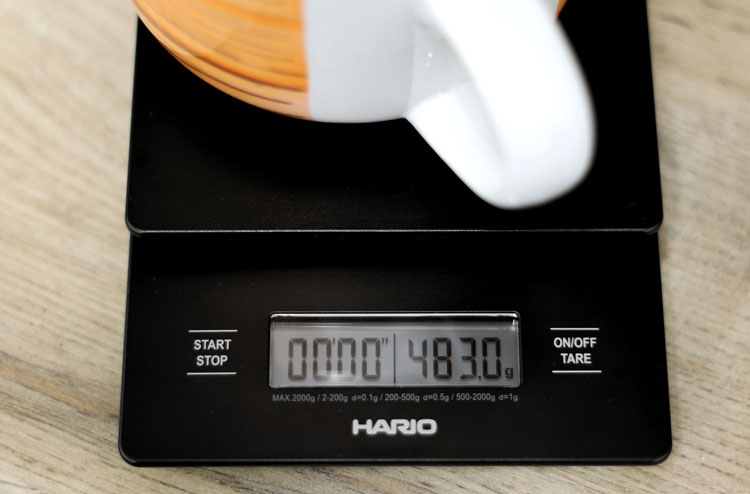 START
STOP
00'00" 483.0g
ON/OFF
TARE
MAX.2000g / 2-200g d=0.1g / 200-500g d=0.5g / 500-2000g d=1g
HARIO